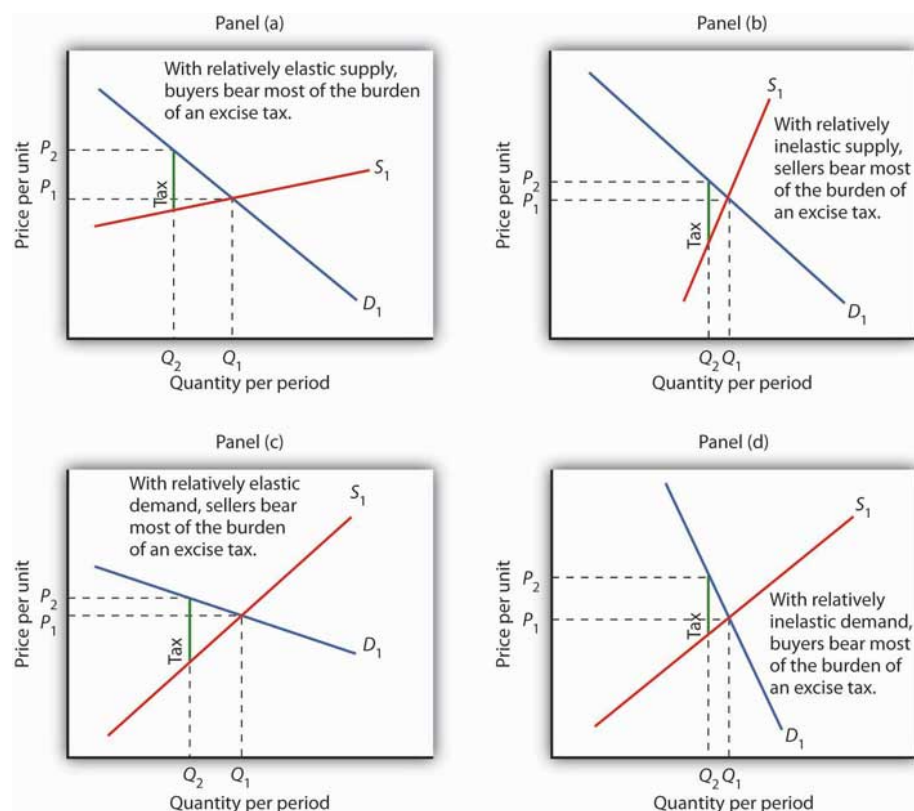 Panel (a)
With relatively elastic supply,
buyers bear most of the burden
of an excise tax.
Price per unit
P₂
P₁
Tax
S₁
D₁
Q₂ Q₁
Quantity per period
Panel (b)
With relatively
inelastic supply,
sellers bear most
of the burden of
an excise tax.
Price per unit
P₂
P₁
Tax
S₁
D₁
Q₂ Q₁
Quantity per period
Panel (c)
With relatively elastic
demand, sellers bear
most of the burden
of an excise tax.
Price per unit
P₂
P₁
Tax
S₁
D₁
Q₂ Q₁
Quantity per period
Panel (d)
With relatively
inelastic demand,
buyers bear most
of the burden of
an excise tax.
Price per unit
P₂
P₁
Tax
S₁
D₁
Q₂ Q₁
Quantity per period